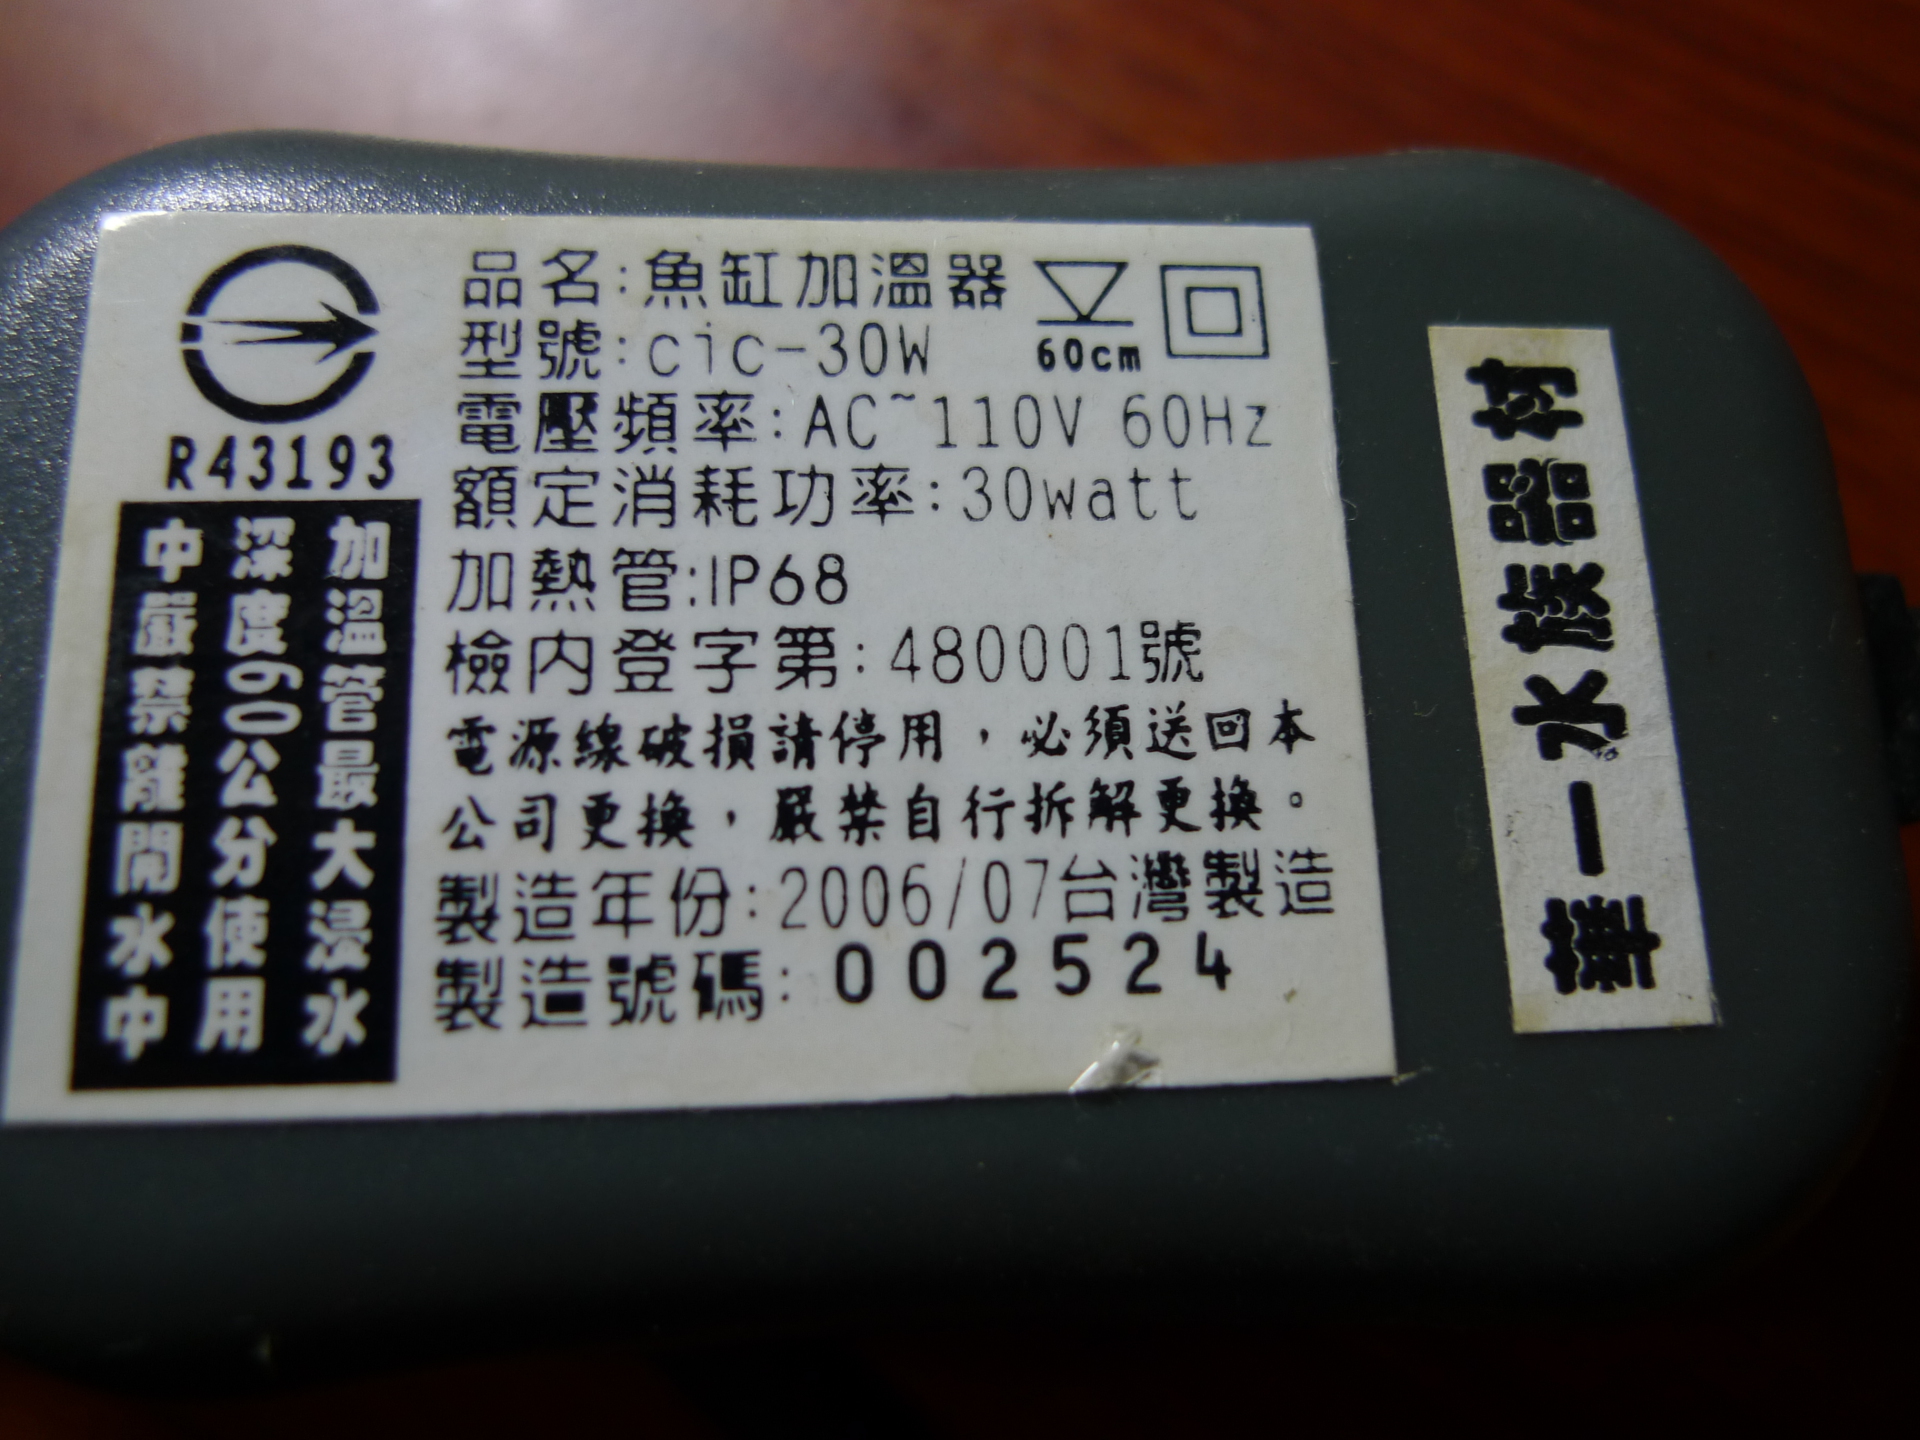 品名:魚缸加溫器
型號:cic-30W
60cm
電壓頻率:AC~110V 60Hz
額定消耗功率:30watt
加熱管:IP68
檢內登字第:480001號
電源線破損請停用，必須送回本
公司更換，嚴禁自行拆解更換。
製造年份:2006/07台灣製造
製造號碼:002524
R43193
加溫管最大浸水
深度60公分使用
中嚴禁離開水中
華一水族器材